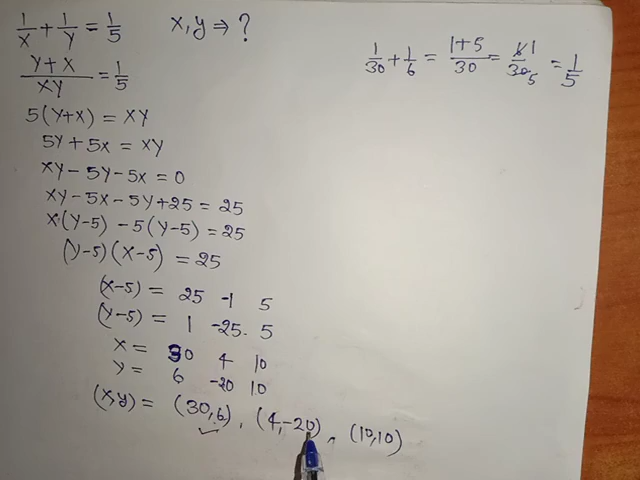 1/x + 1/y = 1/5    x,y ⇒ ?
(y+x)/xy = 1/5
5(y+x) = xy
5y+5x = xy
xy-5y-5x=0
xy-5x-5y+25 = 25
x(y-5) -5(y-5) = 25
(y-5)(x-5) = 25
(x-5) = 25 -1 5
(y-5) = 1 -25 5
x = 30 4 10
y = 6 -20 10
(x,y) = (30,6), (4,-20), (10,10)
1/30 + 1/6 = (1+5)/30 = 6/30 1 5 = 1/5